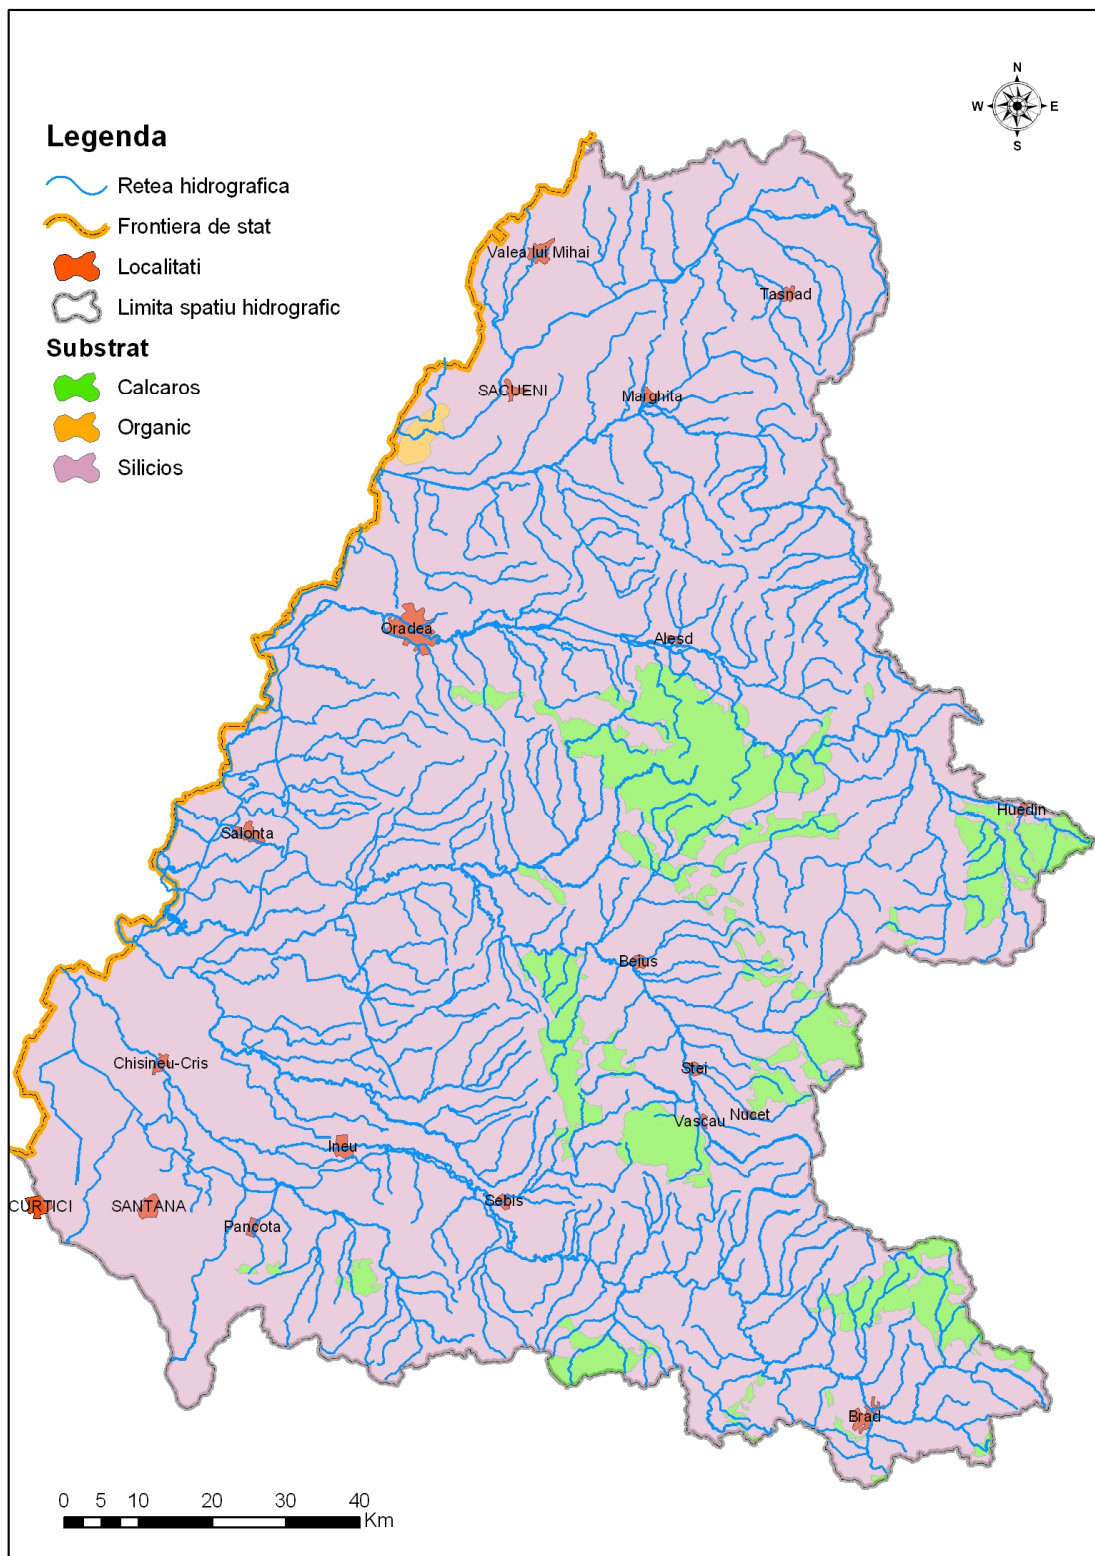 N
W E
S
Legenda
Retea hidrografica
Frontiera de stat
Localitati
Limita spatiu hidrografic
Substrat
Calcaros
Organic
Silicios
Valea lui Mihai
Tasnad
SACUENI
Marghita
Oradea
Alesd
Huedin
Salonta
Beius
Chisineu-Cris
Stei
Nucet
Vascau
Ineu
Sebis
CURTICI
SANTANA
Pancota
Brad
0 5 10 20 30 40
Km